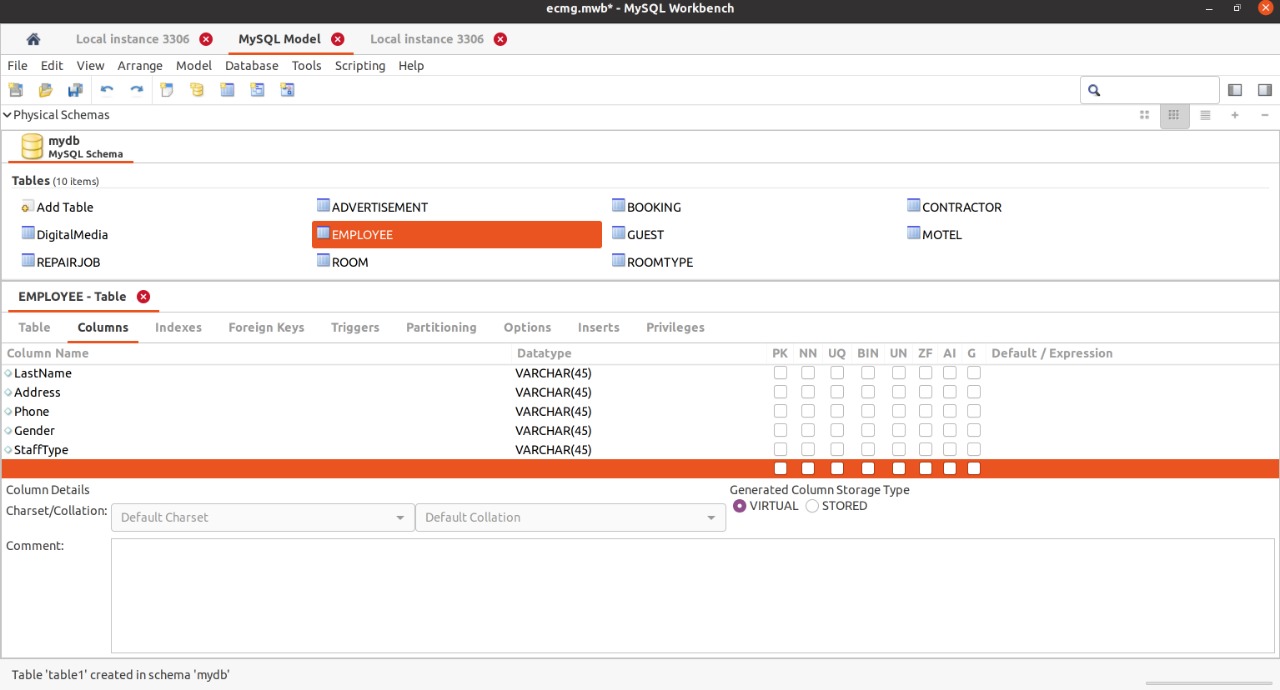 ecmg.mwb* - MySQL Workbench
Local instance 3306 MySQL Model Local instance 3306
File Edit View Arrange Model Database Tools Scripting Help
Physical Schemas
mydb
MySQL Schema
Tables (10 items)
Add Table ADVERTISEMENT BOOKING CONTRACTOR
DigitalMedia EMPLOYEE GUEST MOTEL
REPAIRJOB ROOM ROOMTYPE
EMPLOYEE - Table
Table Columns Indexes Foreign Keys Triggers Partitioning Options Inserts Privileges
Column Name Datatype PK NN UQ BIN UN ZF AI G Default / Expression
LastName VARCHAR(45)
Address VARCHAR(45)
Phone VARCHAR(45)
Gender VARCHAR(45)
StaffType VARCHAR(45)
Column Details Generated Column Storage Type
Charset/Collation: Default Charset Default Collation VIRTUAL STORED
Comment:
Table 'table1' created in schema 'mydb'